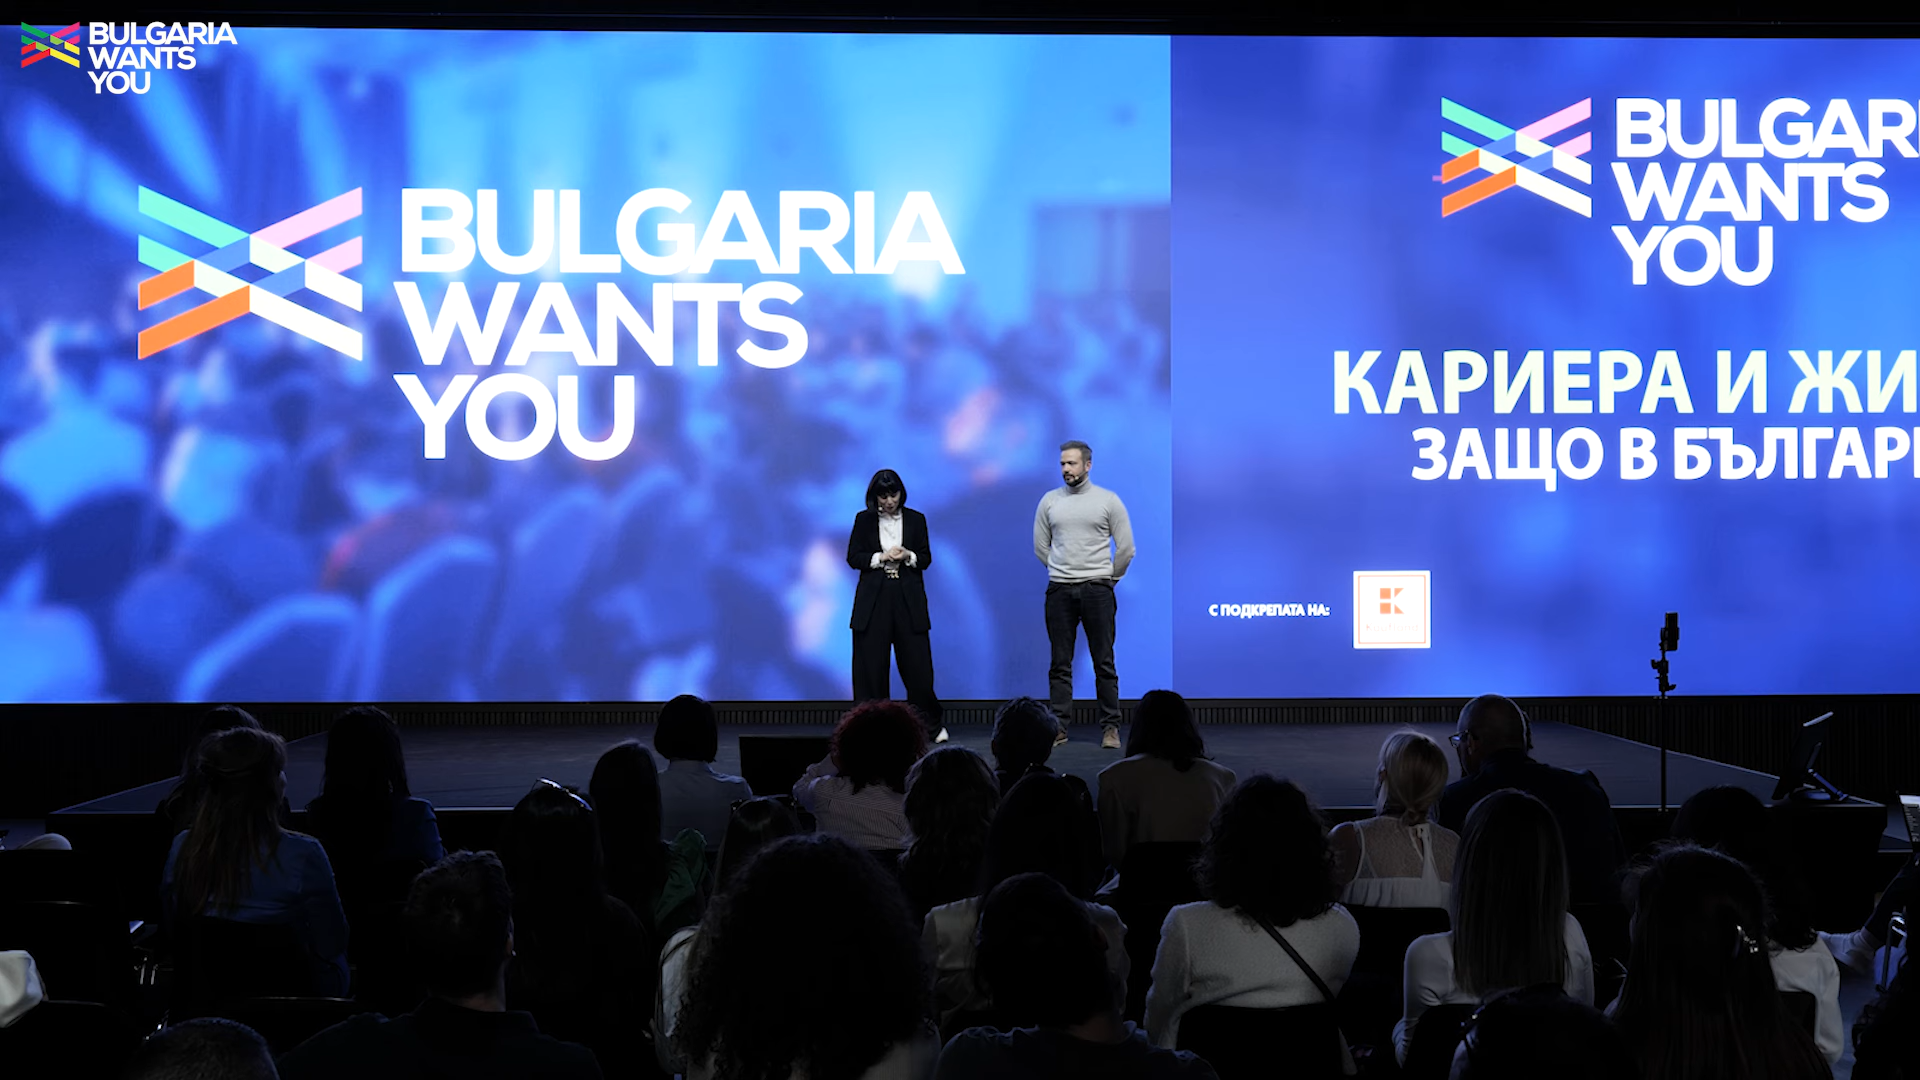 BULGARIA
WANTS
YOU
BULGARIA
WANTS
YOU
BULGAR
WANTS
YOU
КАРИЕРА И ЖИ
ЗАЩО В БЪЛГАР
С ПОДКРЕПАТА НА: